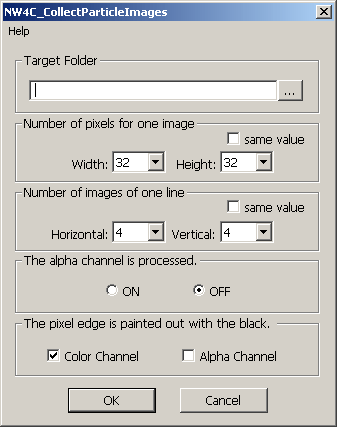 NW4C_CollectParticleImages
Help
Target Folder
...
Number of pixels for one image
same value
Width: 32 Height: 32
Number of images of one line
same value
Horizontal: 4 Vertical: 4
The alpha channel is processed.
ON OFF
The pixel edge is painted out with the black.
Color Channel Alpha Channel
OK Cancel